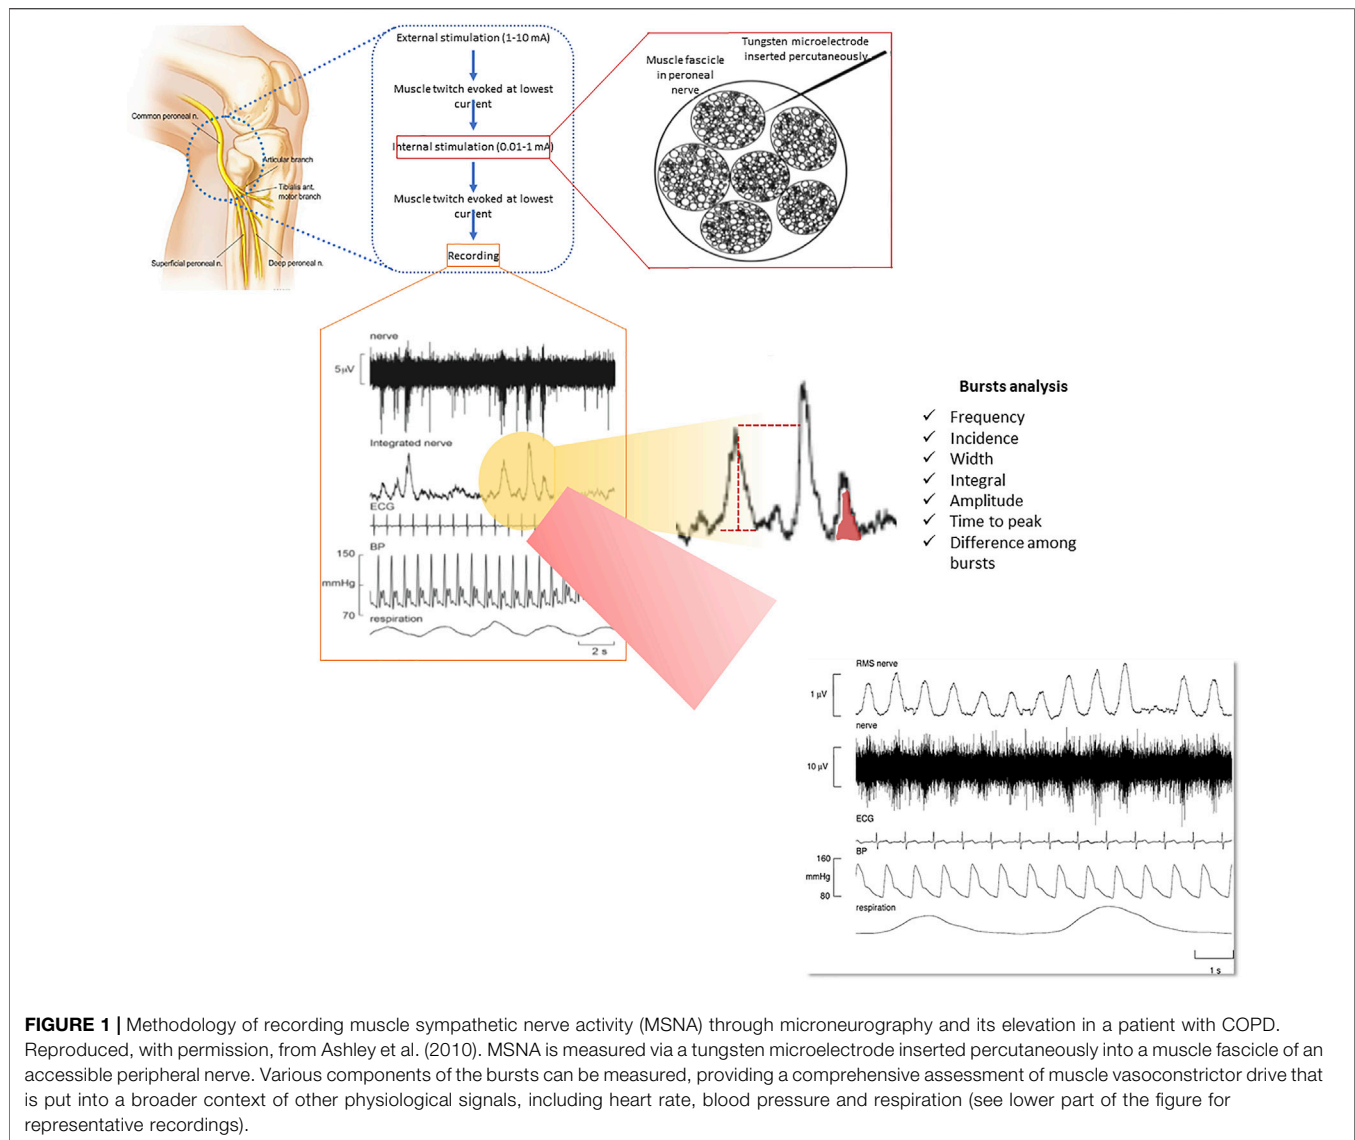 External stimulation (1-10 mA)
Muscle twitch evoked at lowest
current
Internal stimulation (0.01-1 mA)
Muscle twitch evoked at lowest
current
Recording
Common peroneal n.
Articular branch
Tibialis ant.
motor branch
Superficial peroneal n.
Deep peroneal n.
Tungsten microelectrode
inserted percutaneously
Muscle fascicle
in peroneal
nerve
nerve
5µV
Integrated nerve
ECG
BP
150
mmHg
70
respiration
2 s
Bursts analysis
✓ Frequency
✓ Incidence
✓ Width
✓ Integral
✓ Amplitude
✓ Time to peak
✓ Difference among
bursts
RMS nerve
1 µV
nerve
10 µV
ECG
BP
160
mmHg
80
respiration
1 s
FIGURE 1 | Methodology of recording muscle sympathetic nerve activity (MSNA) through microneurography and its elevation in a patient with COPD.
Reproduced, with permission, from Ashley et al. (2010). MSNA is measured via a tungsten microelectrode inserted percutaneously into a muscle fascicle of an
accessible peripheral nerve. Various components of the bursts can be measured, providing a comprehensive assessment of muscle vasoconstrictor drive that
is put into a broader context of other physiological signals, including heart rate, blood pressure and respiration (see lower part of the figure for
representative recordings).